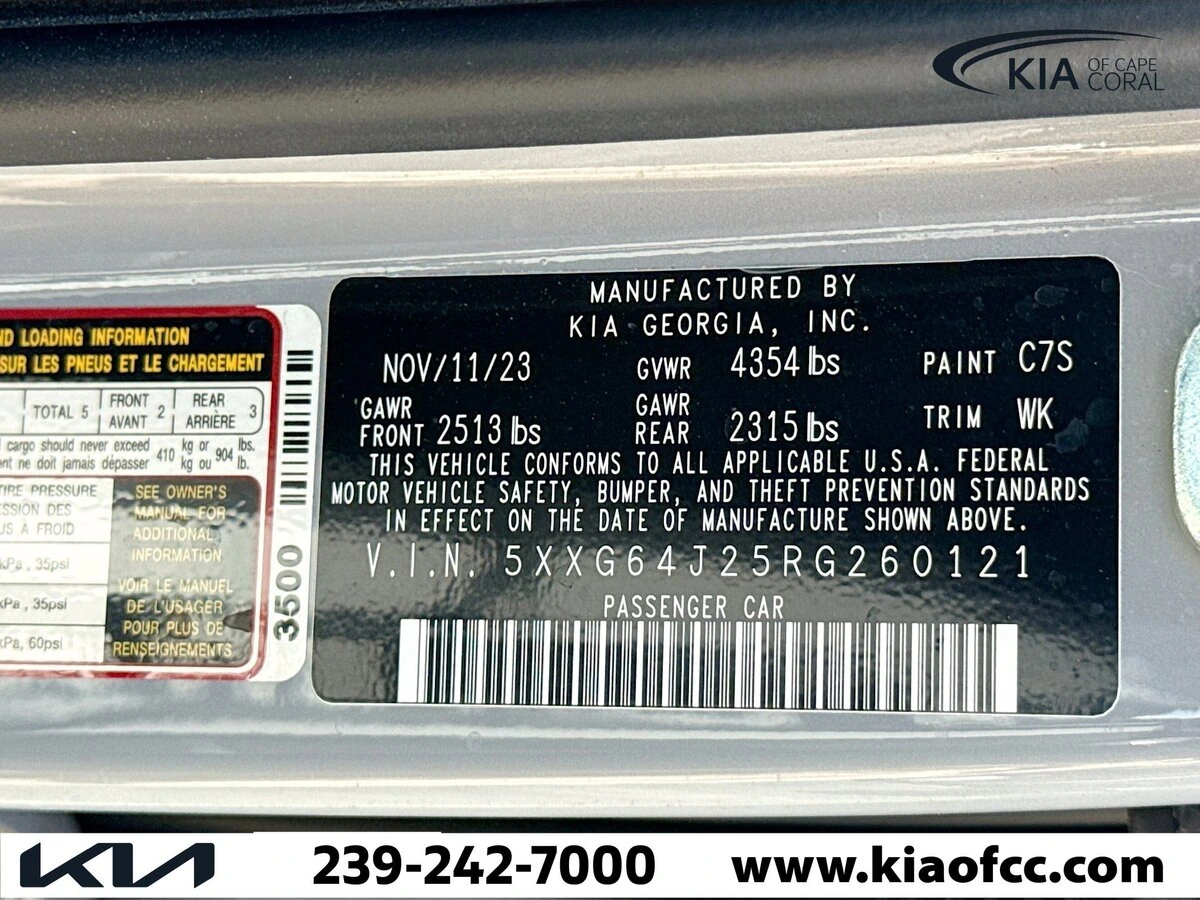 KIA OF CAPE CORAL
MANUFACTURED BY
KIA GEORGIA, INC.
NOV/11/23 GVWR 4354 lbs PAINT C7S
GAWR FRONT 2513 lbs GAWR REAR 2315 lbs TRIM WK
THIS VEHICLE CONFORMS TO ALL APPLICABLE U.S.A. FEDERAL
MOTOR VEHICLE SAFETY, BUMPER, AND THEFT PREVENTION STANDARDS
IN EFFECT ON THE DATE OF MANUFACTURE SHOWN ABOVE.
V.I.N. 5XXG64J25RG260121
PASSENGER CAR
LOADING INFORMATION
SUR LES PNEUS ET LE CHARGEMENT
TOTAL 5 FRONT AVANT 2 REAR ARRIÈRE 3
cargo should never exceed 410 kg or 904 lbs.
ne doit jamais dépasser kg ou lb.
PRESSURE
DES
À FROID
, 35psi
kPa , 35psi
kPa, 60psi
SEE OWNER'S
MANUAL FOR
ADDITIONAL
INFORMATION
VOIR LE MANUEL
DE L'USAGER
POUR PLUS DE
RENSEIGNEMENTS
3500
KIA 239-242-7000 www.kiaofcc.com